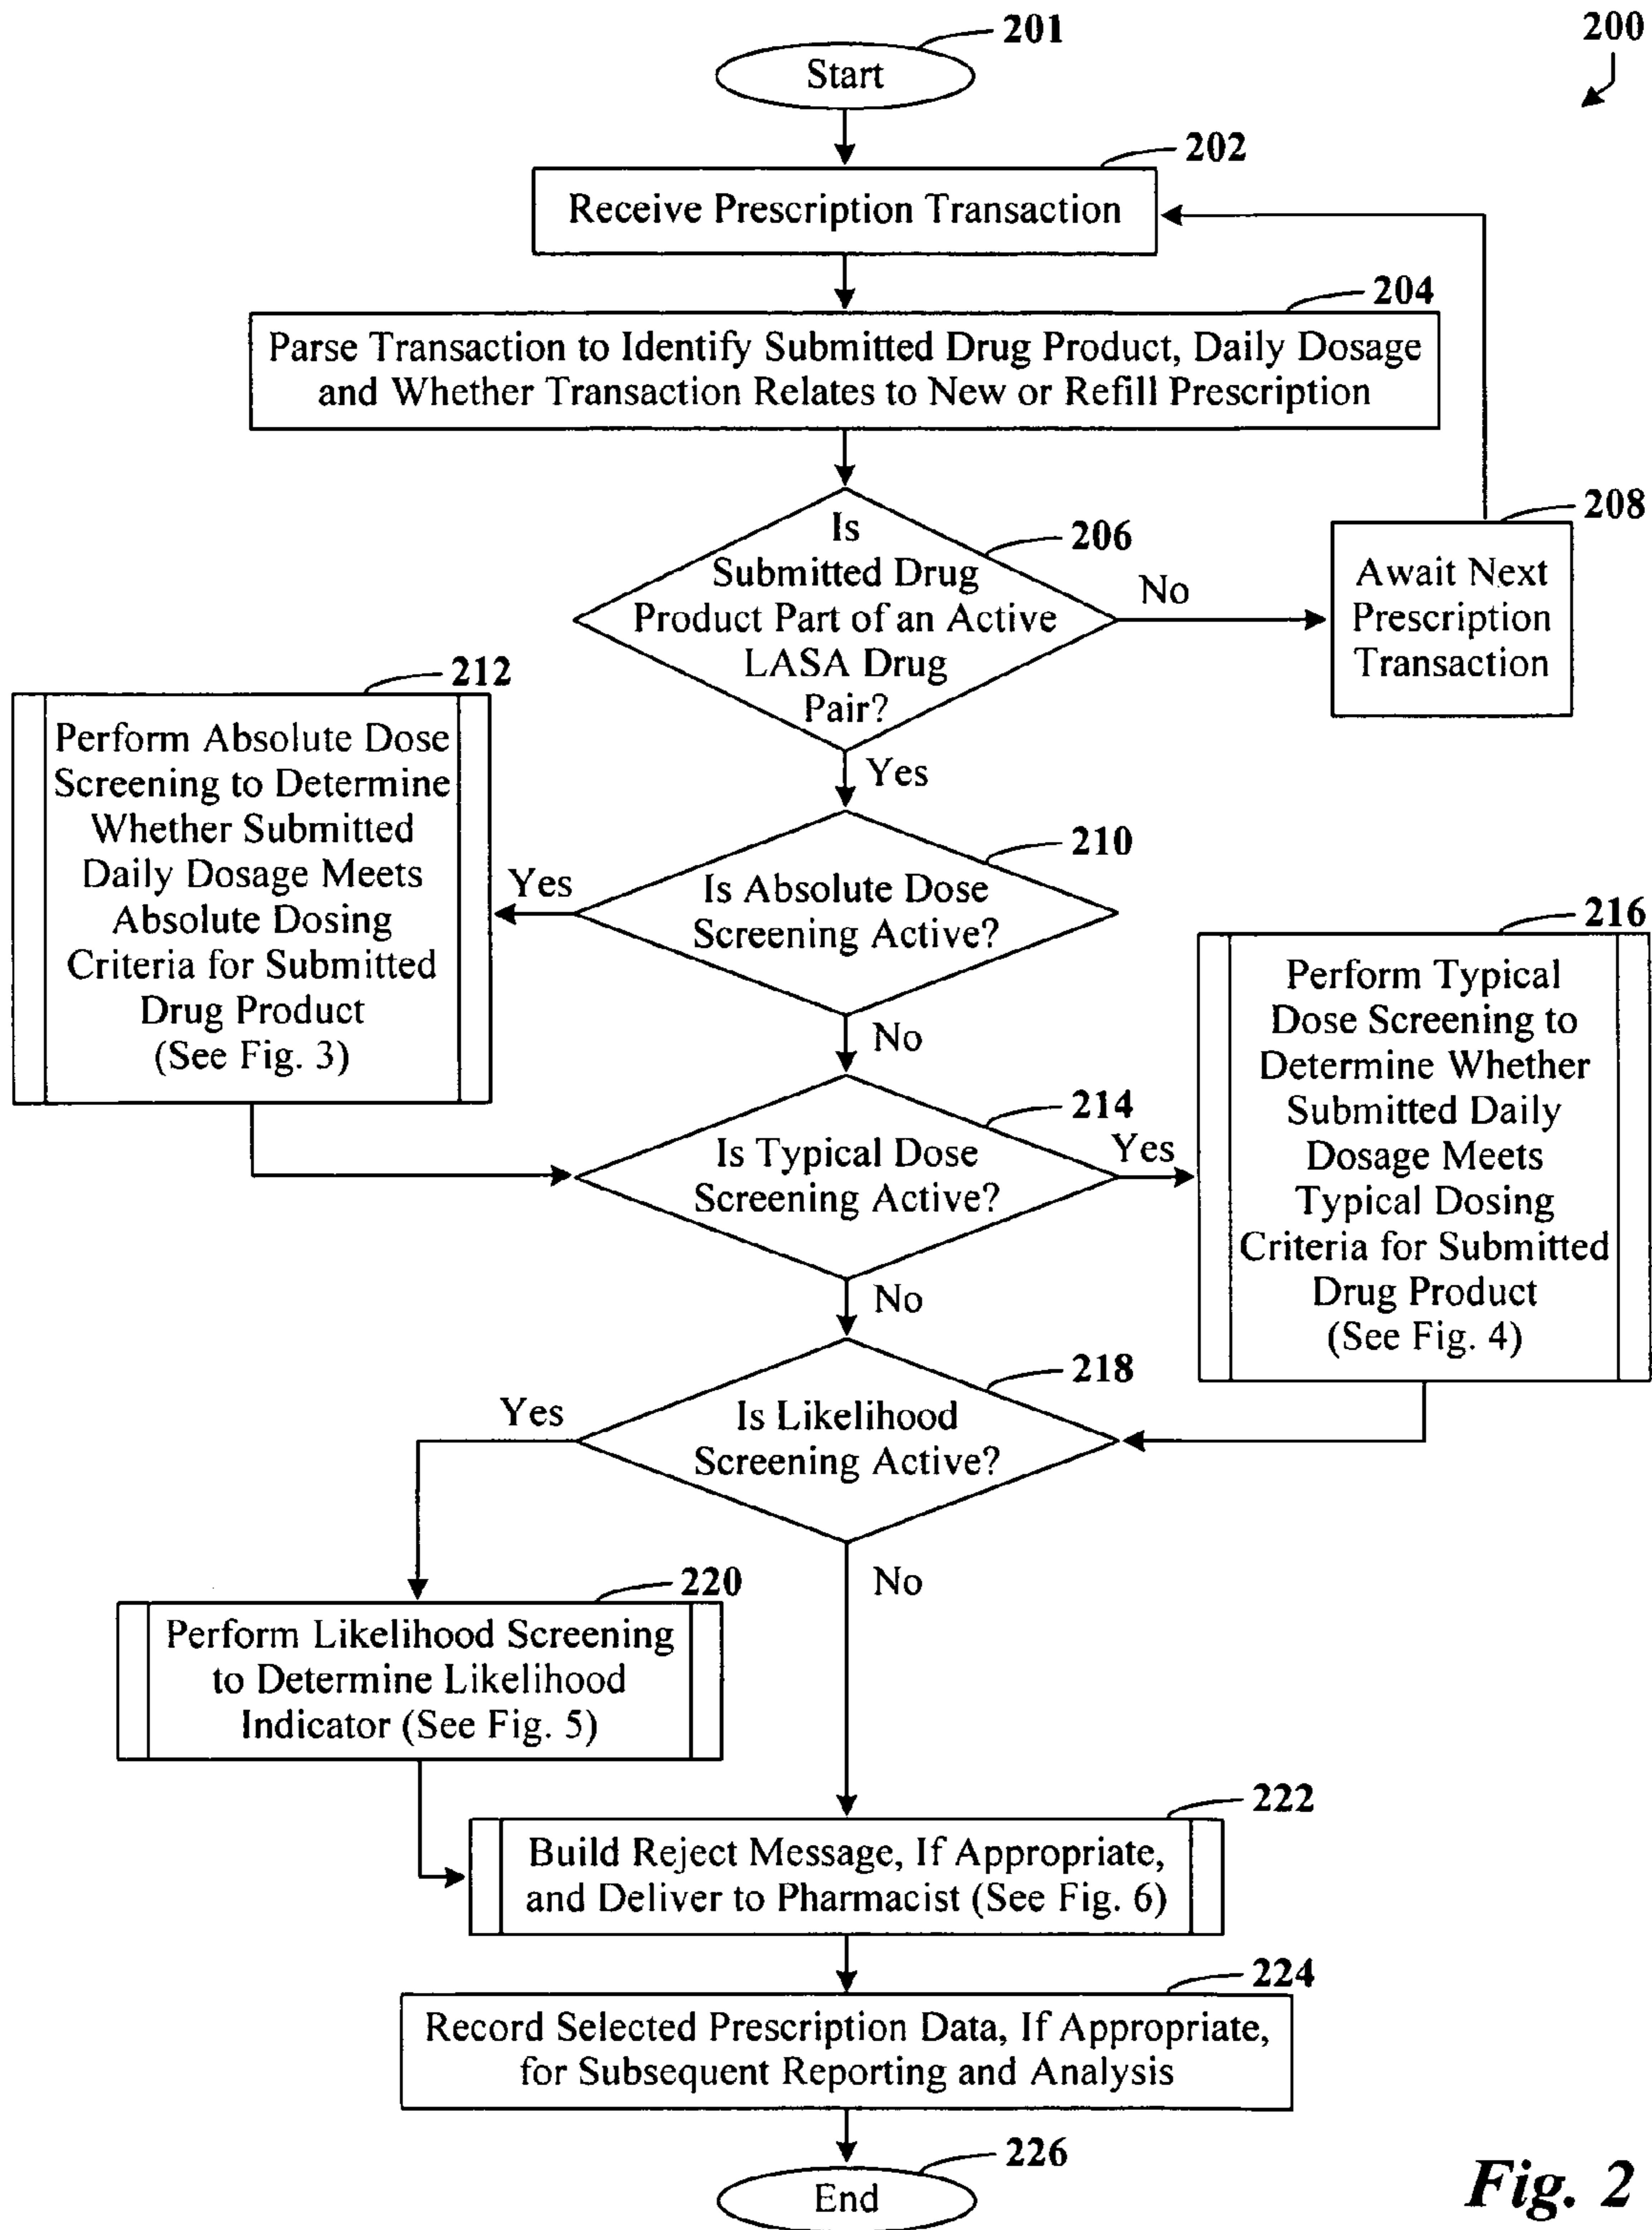 201
200
Start
202
Receive Prescription Transaction
204
Parse Transaction to Identify Submitted Drug Product, Daily Dosage
and Whether Transaction Relates to New or Refill Prescription
206
Is
Submitted Drug
Product Part of an Active
LASA Drug
Pair?
No
208
Await Next
Prescription
Transaction
Yes
210
Is Absolute Dose
Screening Active?
Yes
212
Perform Absolute Dose
Screening to Determine
Whether Submitted
Daily Dosage Meets
Absolute Dosing
Criteria for Submitted
Drug Product
(See Fig. 3)
No
214
Is Typical Dose
Screening Active?
Yes
216
Perform Typical
Dose Screening to
Determine Whether
Submitted Daily
Dosage Meets
Typical Dosing
Criteria for Submitted
Drug Product
(See Fig. 4)
No
218
Is Likelihood
Screening Active?
Yes
220
Perform Likelihood Screening
to Determine Likelihood
Indicator (See Fig. 5)
No
222
Build Reject Message, If Appropriate,
and Deliver to Pharmacist (See Fig. 6)
224
Record Selected Prescription Data, If Appropriate,
for Subsequent Reporting and Analysis
226
End
Fig. 2